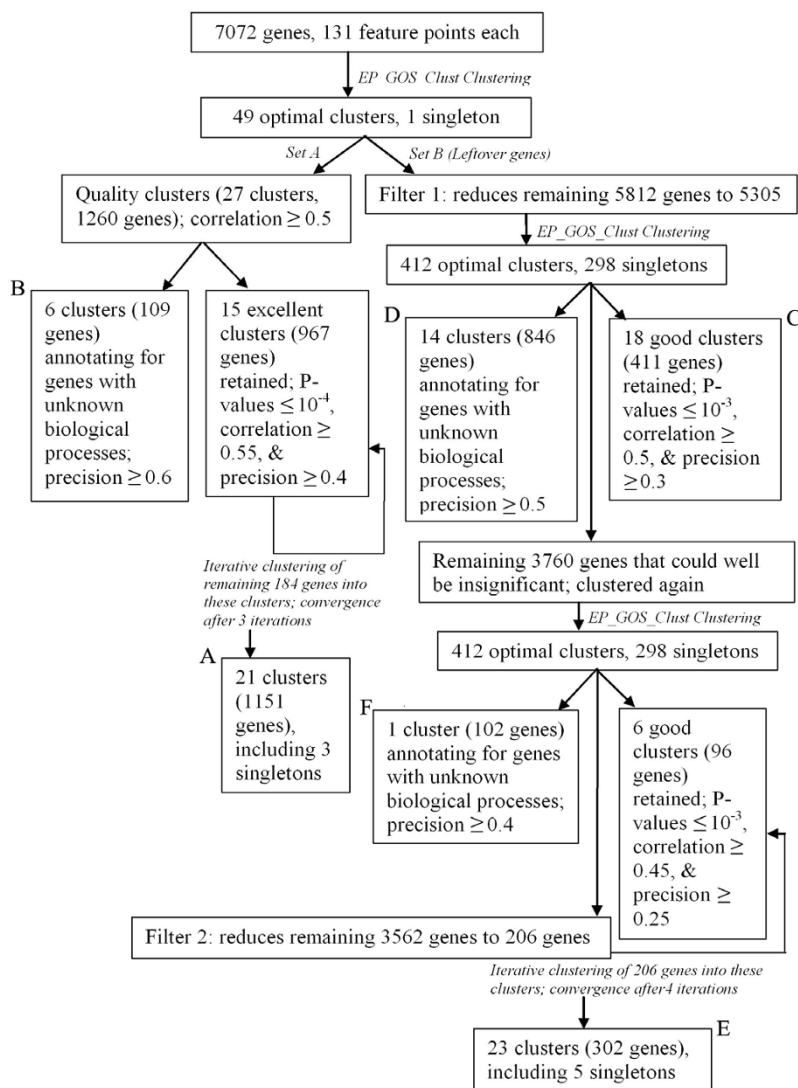 7072 genes, 131 feature points each
EP_GOS_Clust Clustering
49 optimal clusters, 1 singleton
Set A
Set B (Leftover genes)
Quality clusters (27 clusters,
1260 genes); correlation ≥ 0.5
Filter 1: reduces remaining 5812 genes to 5305
EP_GOS_Clust Clustering
412 optimal clusters, 298 singletons
B
6 clusters (109
genes)
annotating for
genes with
unknown
biological
processes;
precision ≥ 0.6
15 excellent
clusters (967
genes)
retained; P-
values ≤ 10⁻⁴,
correlation ≥
0.55, &
precision ≥ 0.4
D
14 clusters (846
genes)
annotating for
genes with
unknown
biological
processes;
precision ≥ 0.5
C
18 good clusters
(411 genes)
retained; P-
values ≤ 10⁻³,
correlation ≥
0.5, & precision
≥0.3
Iterative clustering of
remaining 184 genes into
these clusters; convergence
after 3 iterations
Remaining 3760 genes that could well
be insignificant; clustered again
EP_GOS_Clust Clustering
412 optimal clusters, 298 singletons
A
21 clusters
(1151
genes),
including 3
singletons
F
1 cluster (102 genes)
annotating for genes
with unknown
biological processes;
precision ≥ 0.4
6 good
clusters (96
genes)
retained; P-
values ≤10⁻³,
correlation ≥
0.45, &
precision ≥
0.25
Filter 2: reduces remaining 3562 genes to 206 genes
Iterative clustering of 206 genes into these
clusters; convergence after4 iterations
E
23 clusters (302 genes),
including 5 singletons